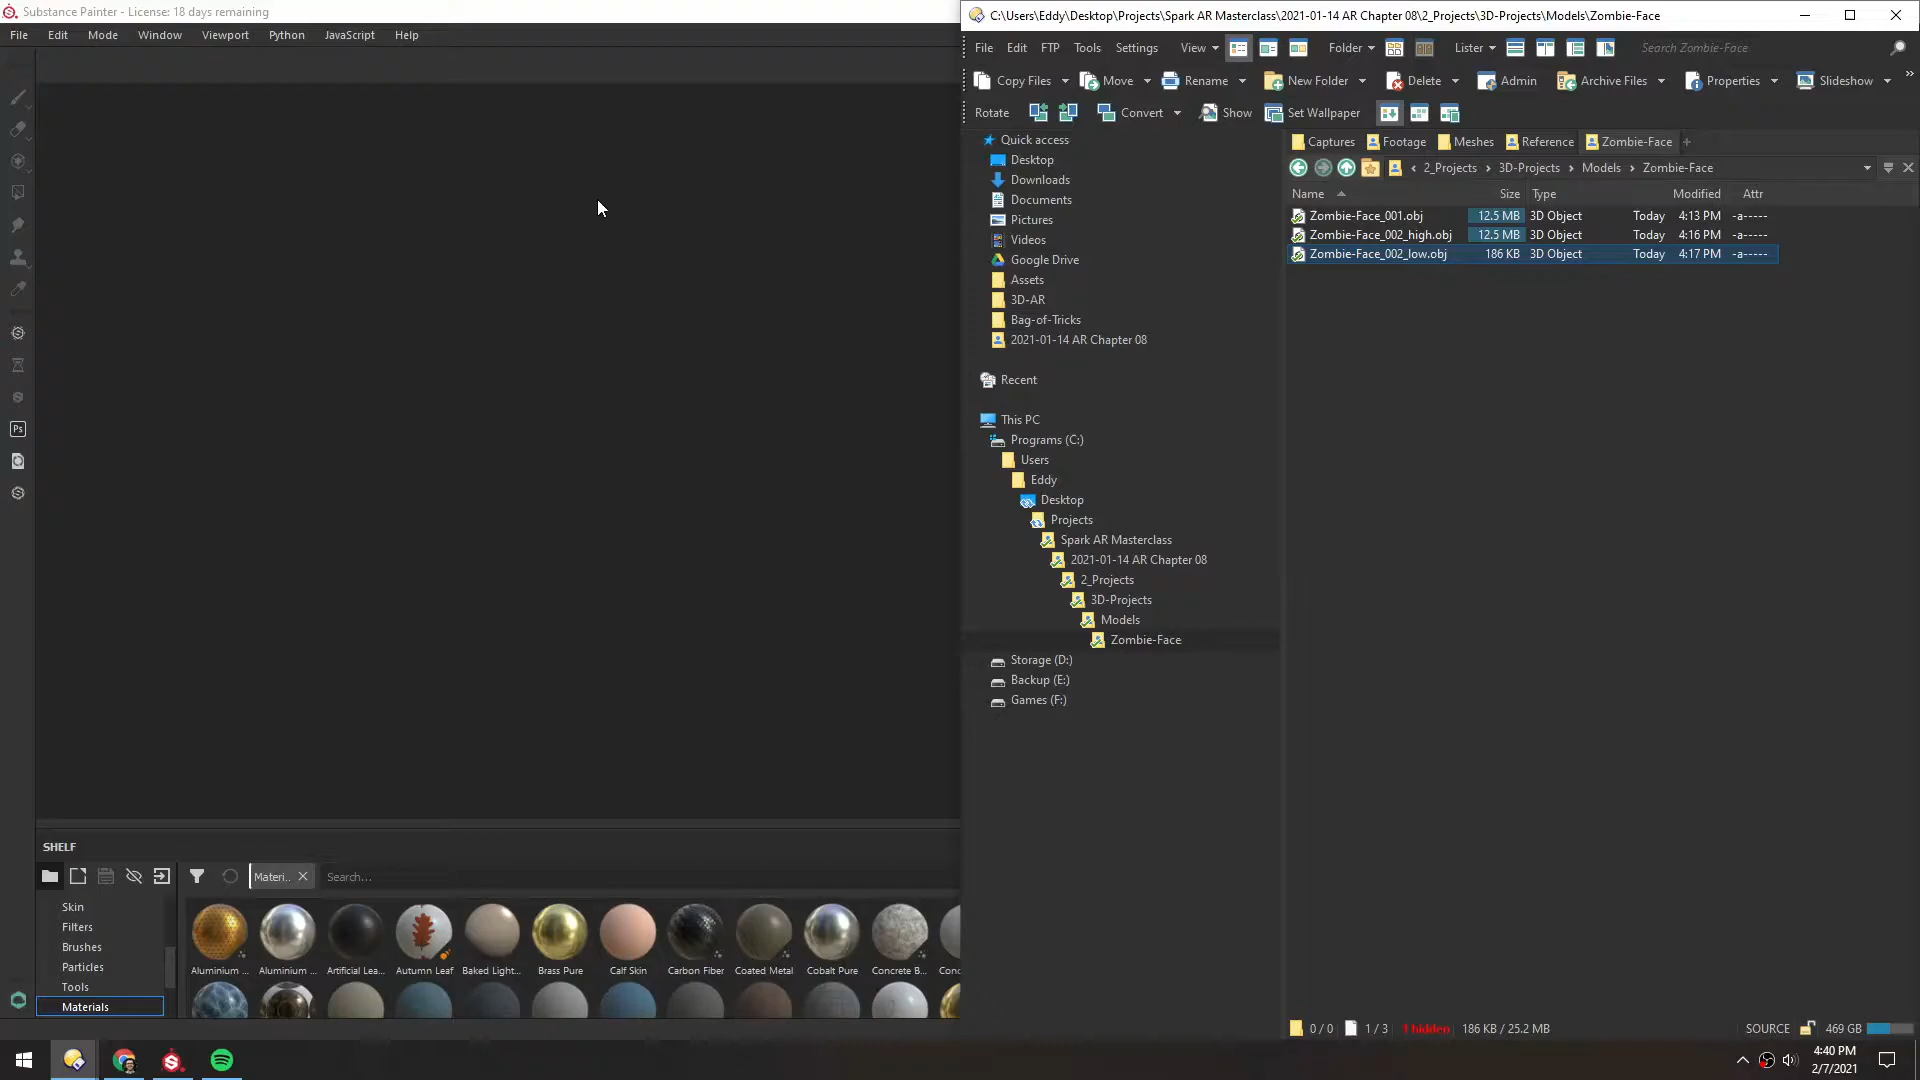 Substance Painter - License: 18 days remaining
File Edit Mode Window Viewport Python JavaScript Help
Ps
SHELF
Materi.. Search...
Skin
Filters
Brushes
Particles
Tools
Materials
Aluminium ... Aluminium ... Artificial Lea... Autumn Leaf Baked Light... Brass Pure Calf Skin Carbon Fiber Coated Metal Cobalt Pure Concrete B... Conc
C:\Users\Eddy\Desktop\Projects\Spark AR Masterclass\2021-01-14 AR Chapter 08\2_Projects\3D-Projects\Models\Zombie-Face
File Edit FTP Tools Settings View Folder Lister Search Zombie-Face
Copy Files Move Rename New Folder Delete Admin Archive Files Properties Slideshow
Rotate Convert Show Set Wallpaper
Quick access
Desktop
Downloads
Documents
Pictures
Videos
Google Drive
Assets
3D-AR
Bag-of-Tricks
2021-01-14 AR Chapter 08
Recent
This PC
Programs (C:)
Users
Eddy
Desktop
Projects
Spark AR Masterclass
2021-01-14 AR Chapter 08
2_Projects
3D-Projects
Models
Zombie-Face
Storage (D:)
Backup (E:)
Games (F:)
Captures Footage Meshes Reference Zombie-Face
2_Projects 3D-Projects Models Zombie-Face
Name Size Type Modified Attr
Zombie-Face_001.obj 12.5 MB 3D Object Today 4:13 PM -a-----
Zombie-Face_002_high.obj 12.5 MB 3D Object Today 4:16 PM -a-----
Zombie-Face_002_low.obj 186 KB 3D Object Today 4:17 PM -a-----
0 / 0 1 / 3 1 hidden 186 KB / 25.2 MB SOURCE 469 GB
4:40 PM
2/7/2021